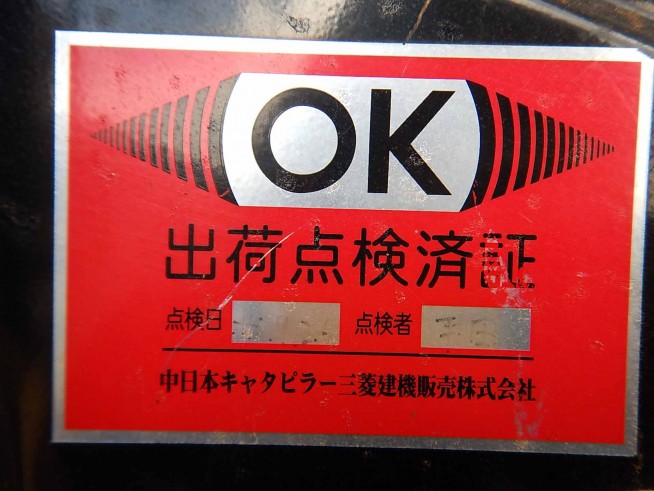 OK
出荷点検済証
点検日 点検者
中日本キャタピラー三菱建機販売株式会社